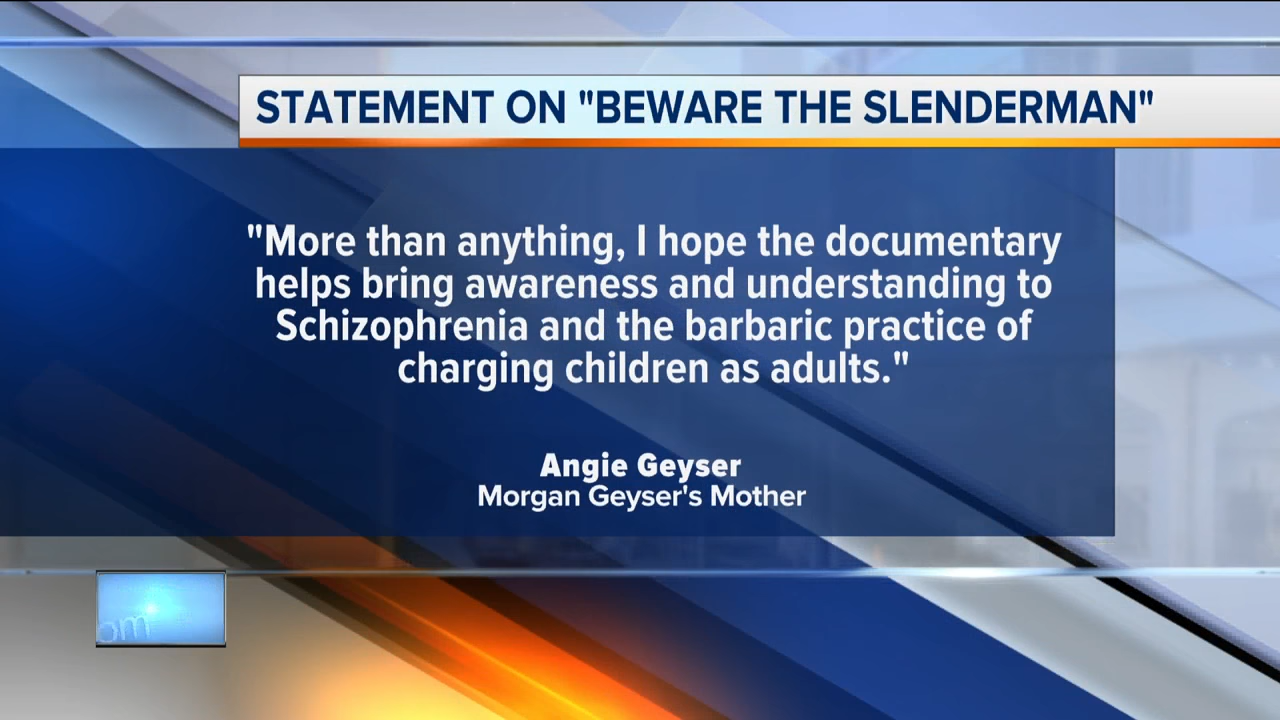 STATEMENT ON "BEWARE THE SLENDERMAN"
"More than anything, I hope the documentary
helps bring awareness and understanding to
Schizophrenia and the barbaric practice of
charging children as adults."
Angie Geyser
Morgan Geyser's Mother
om